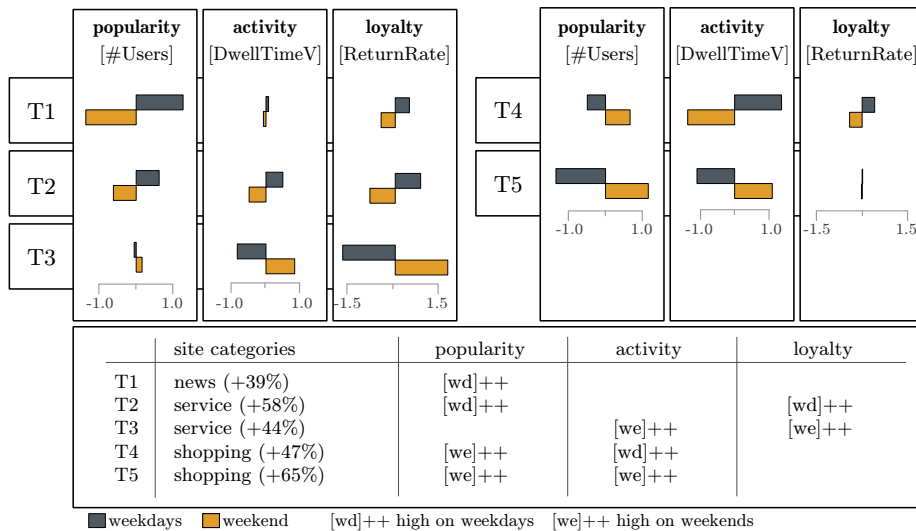 popularity activity loyalty popularity activity loyalty
[#Users] [DwellTimeV] [ReturnRate] [#Users] [DwellTimeV] [ReturnRate]
T1 T4
T2 T5
-1.0 1.0 -1.0 1.0 -1.5 1.5
T3
-1.0 1.0 -1.0 1.0 -1.5 1.5
site categories popularity activity loyalty
T1 news (+39%) [wd]++
T2 service (+58%) [wd]++ [wd]++
T3 service (+44%) [we]++ [we]++
T4 shopping (+47%) [we]++ [wd]++
T5 shopping (+65%) [we]++ [we]++
weekdays weekend [wd]++ high on weekdays [we]++ high on weekends